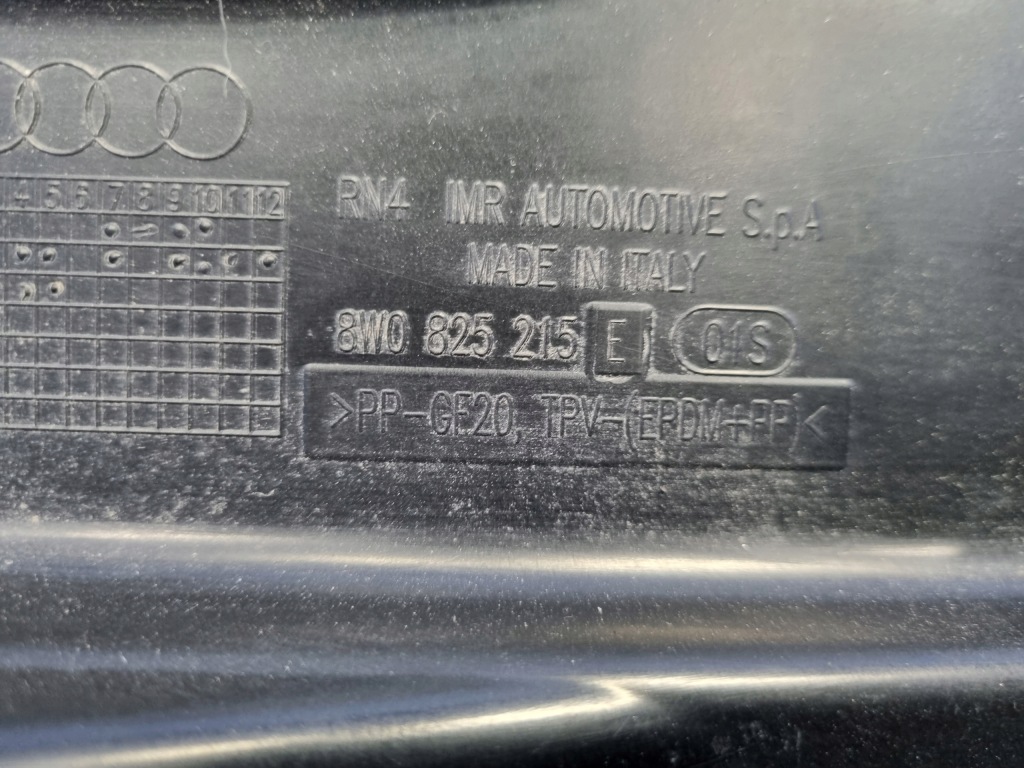 4 5 6 7 8 9 10 11 12
RN4 IMR AUTOMOTIVE S.p.A
MADE IN ITALY
8W0 825 215 E 01S
>PP-GF20, TPV-(EPDM+PP)<